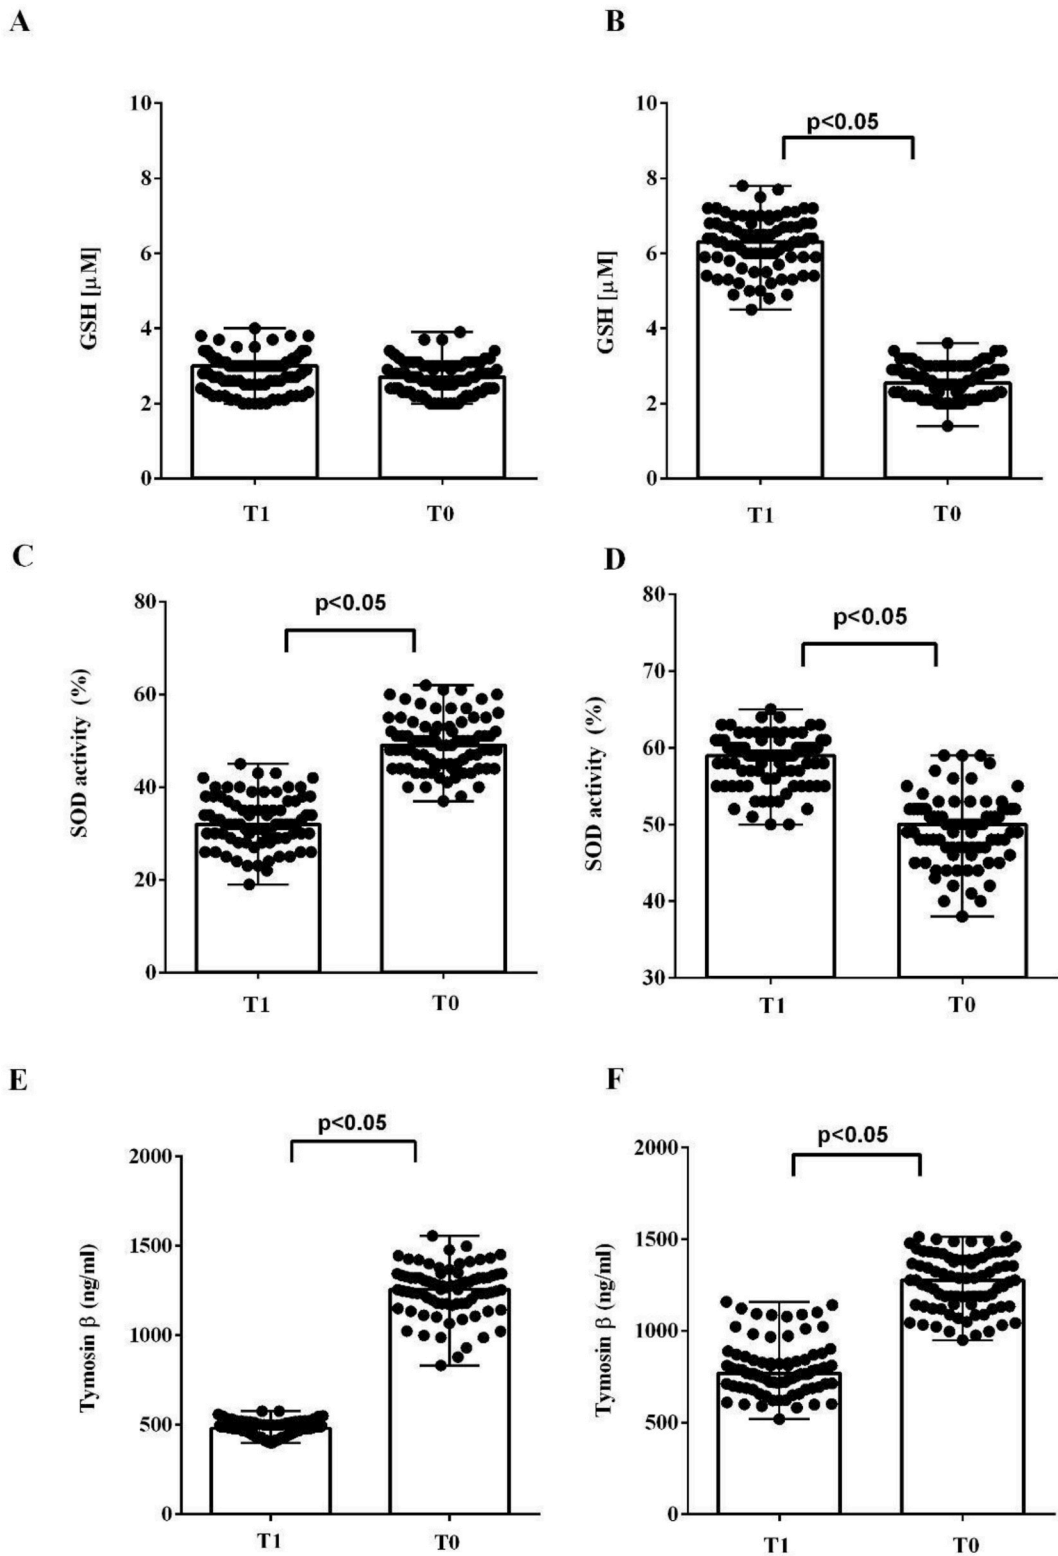 A
B
GSH [µM]
10
8
6
4
2
0
T1
T0
p<0.05
GSH [µM]
10
8
6
4
2
0
T1
T0
C
D
p<0.05
SOD activity (%)
80
60
40
20
0
T1
T0
p<0.05
SOD activity (%)
80
70
60
50
40
30
T1
T0
E
F
p<0.05
Tymosin β (ng/ml)
2000
1500
1000
500
0
T1
T0
p<0.05
Tymosin β (ng/ml)
2000
1500
1000
500
0
T1
T0